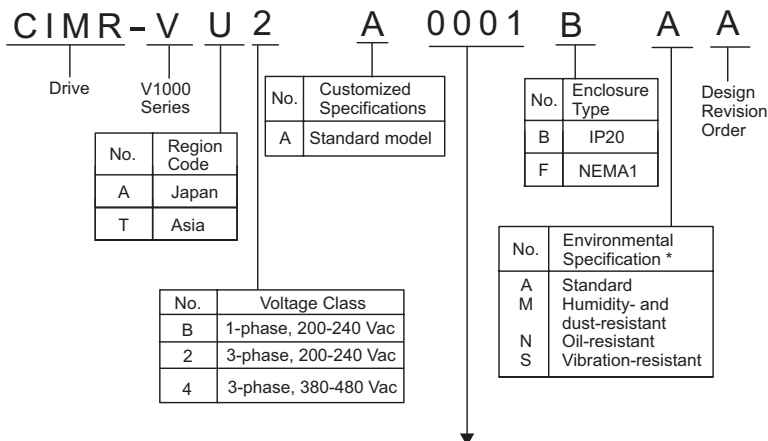 CIMR-V U 2 A 0001 B A A
Drive
V1000
Series
No. Customized
Specifications
A Standard model
No. Enclosure
Type
B IP20
F NEMA1
Design
Revision
Order
No. Region
Code
A Japan
T Asia
No. Environmental
Specification *
A Standard
M Humidity- and
dust-resistant
N Oil-resistant
S Vibration-resistant
No. Voltage Class
B 1-phase, 200-240 Vac
2 3-phase, 200-240 Vac
4 3-phase, 380-480 Vac